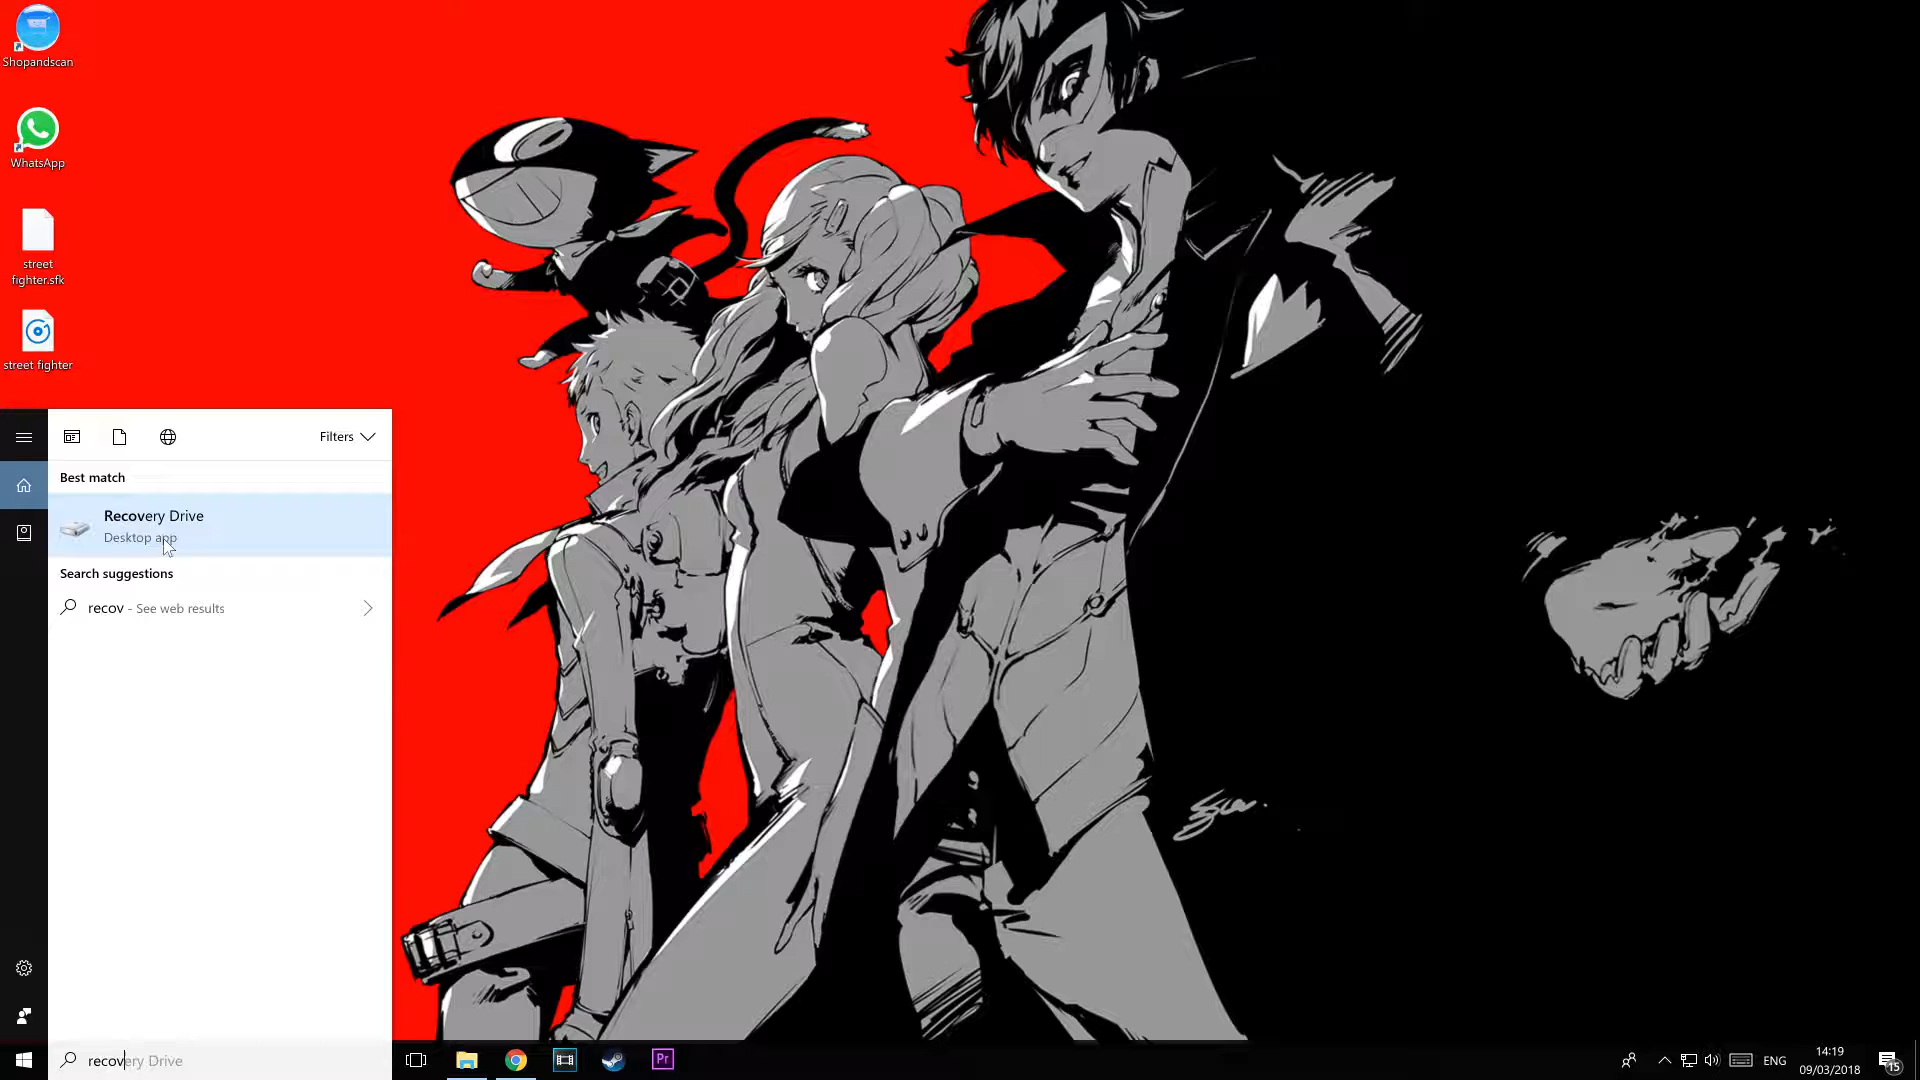 Shopandscan
WhatsApp
street
fighter.sfk
street fighter
Filters
Best match
Recovery Drive
Desktop app
Search suggestions
recov - See web results
recovery Drive
Pr
ENG
14:19
09/03/2018
15